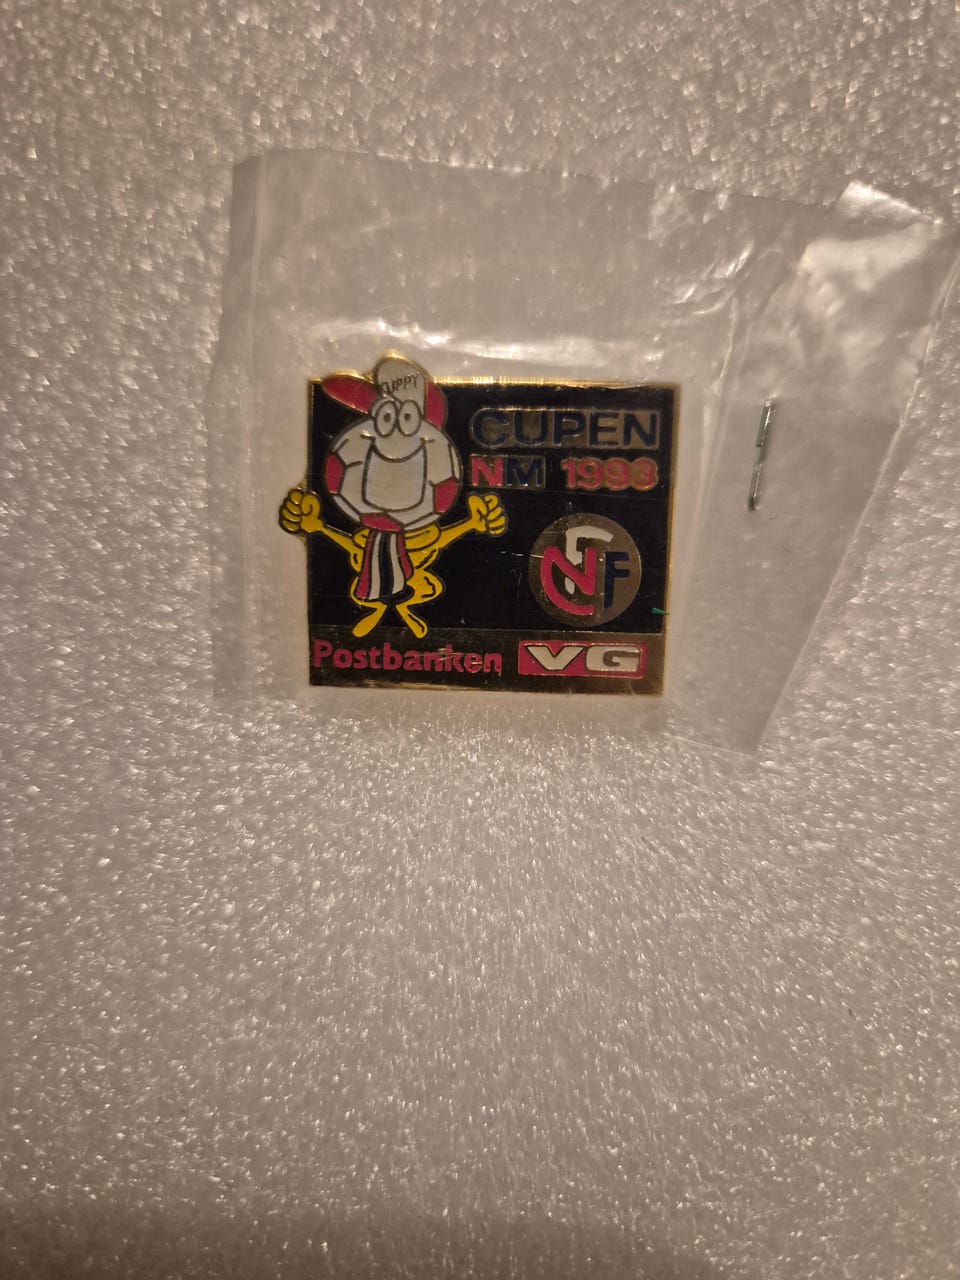 CUPPY
CUPEN
NM 1998
NFF
Postbanken VG